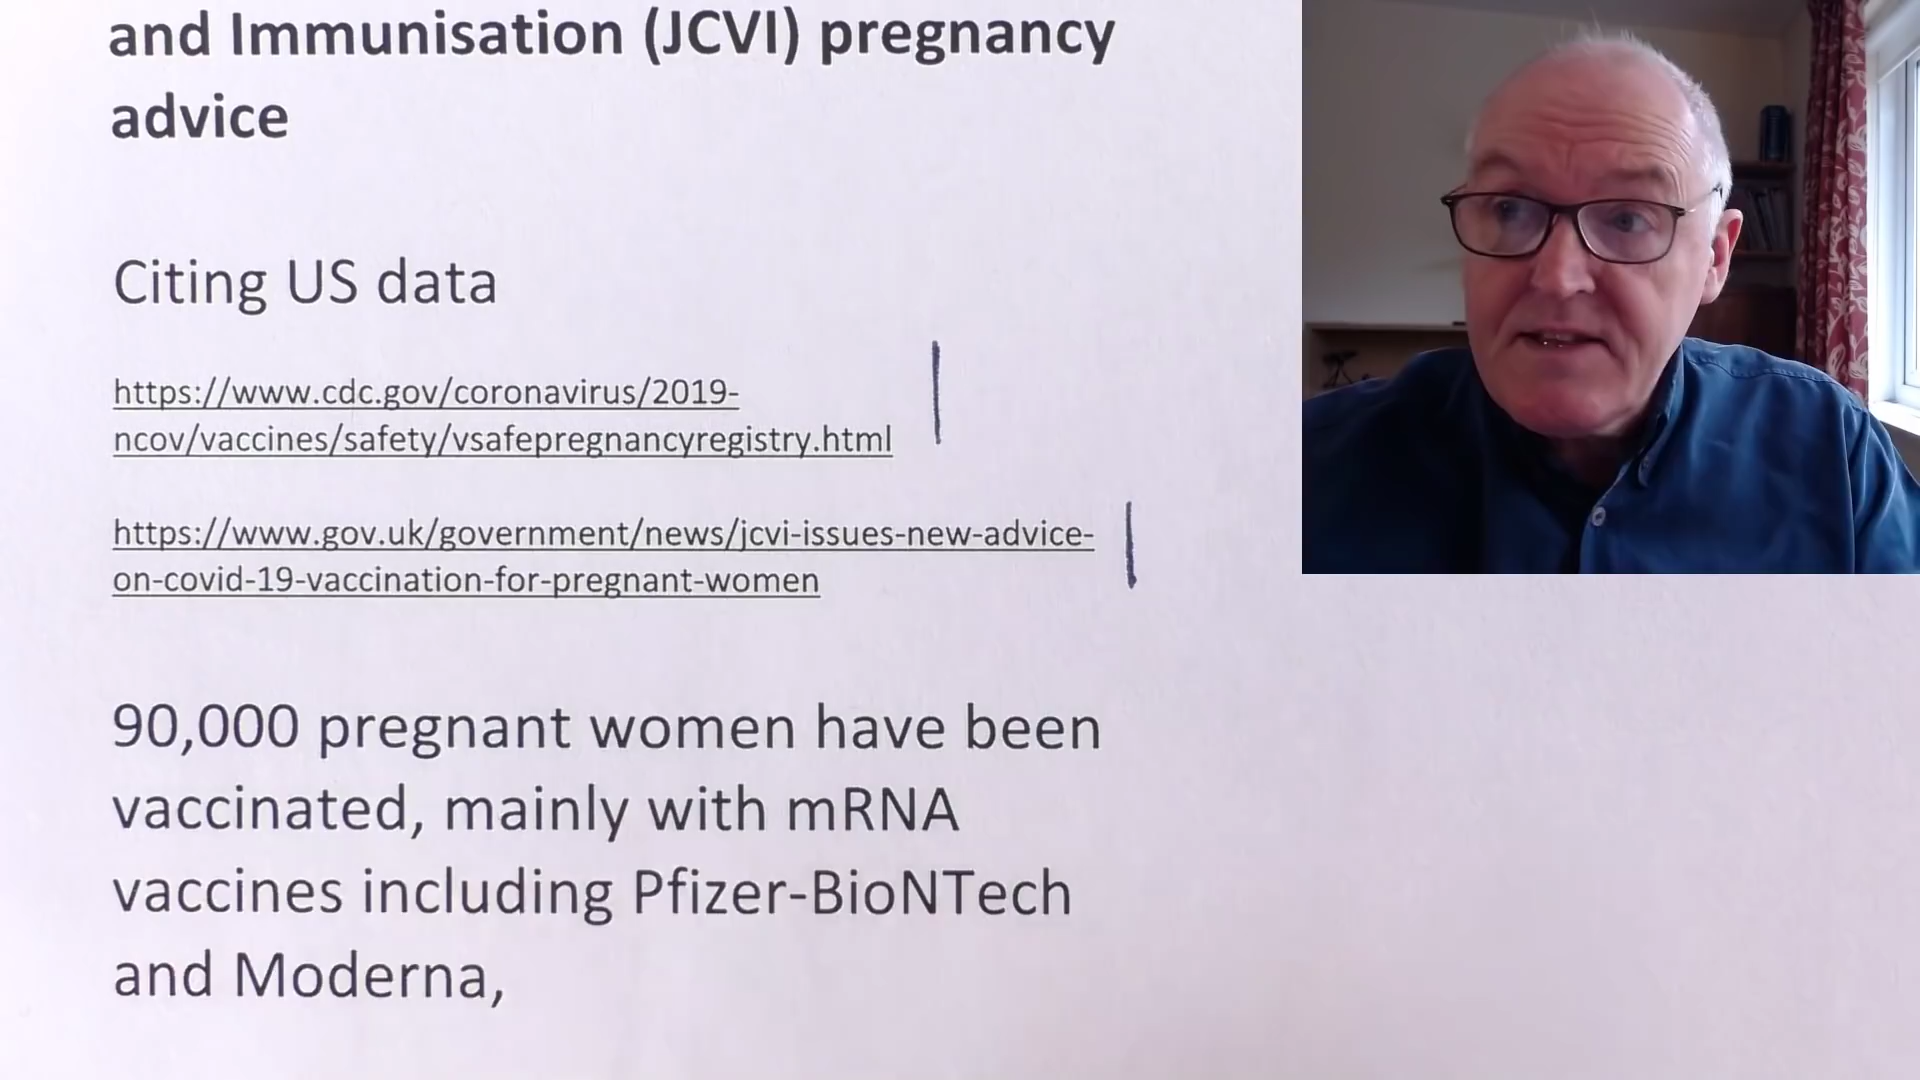 and Immunisation (JCVI) pregnancy
advice
Citing US data
https://www.cdc.gov/coronavirus/2019-
ncov/vaccines/safety/vsafepregnancyregistry.html
https://www.gov.uk/government/news/jcvi-issues-new-advice-
on-covid-19-vaccination-for-pregnant-women
90,000 pregnant women have been
vaccinated, mainly with mRNA
vaccines including Pfizer-BioNTech
and Moderna,